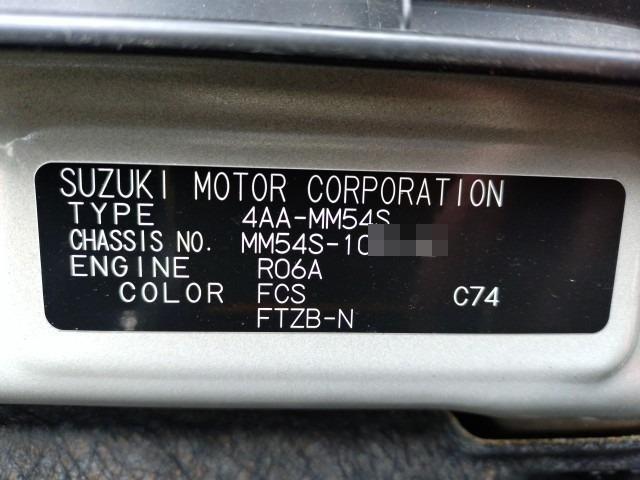 SUZUKI MOTOR CORPORATION
TYPE 4AA-MM54S
CHASSIS NO. MM54S-10
ENGINE R06A
COLOR FCS C74
FTZB-N